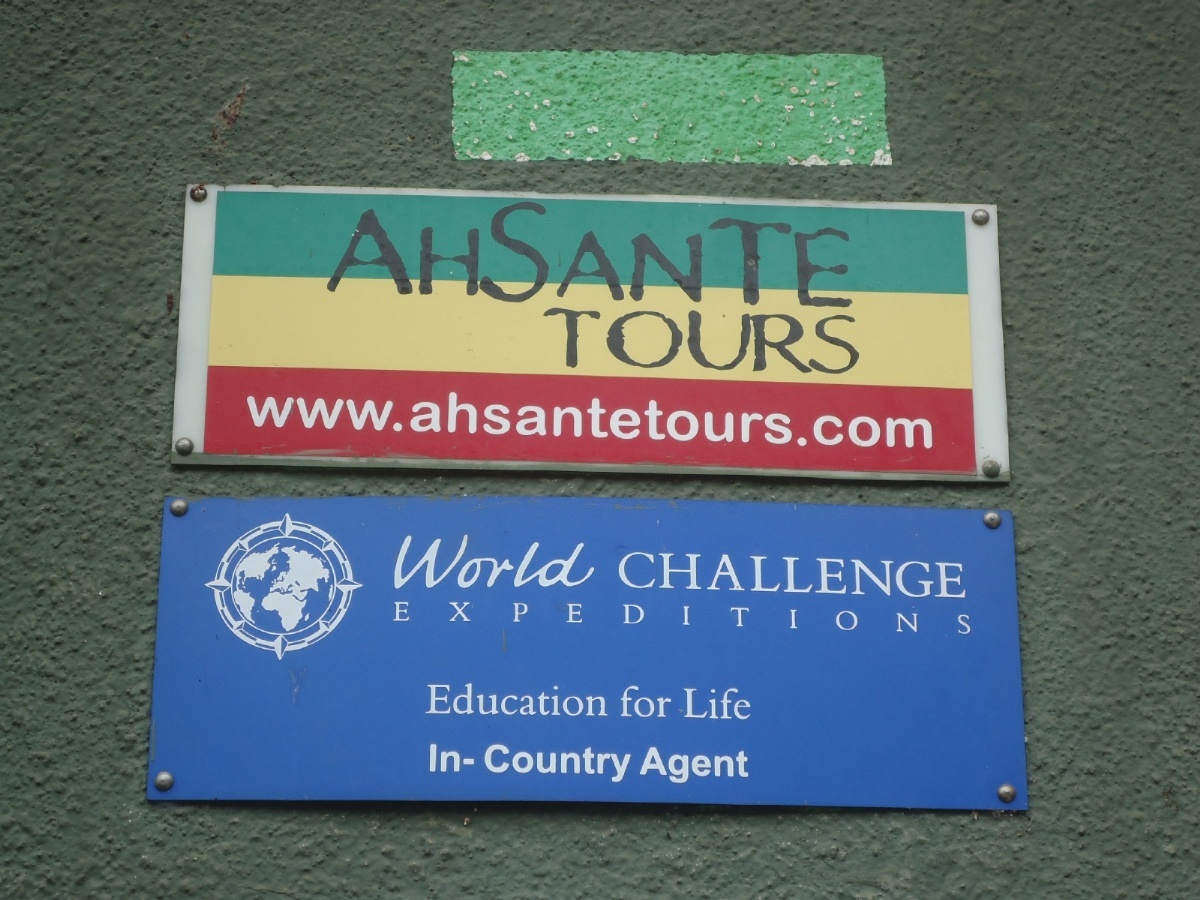 AHSANTE
TOURS
www.ahsantetours.com
World CHALLENGE
EXPEDITIONS
Education for Life
In- Country Agent